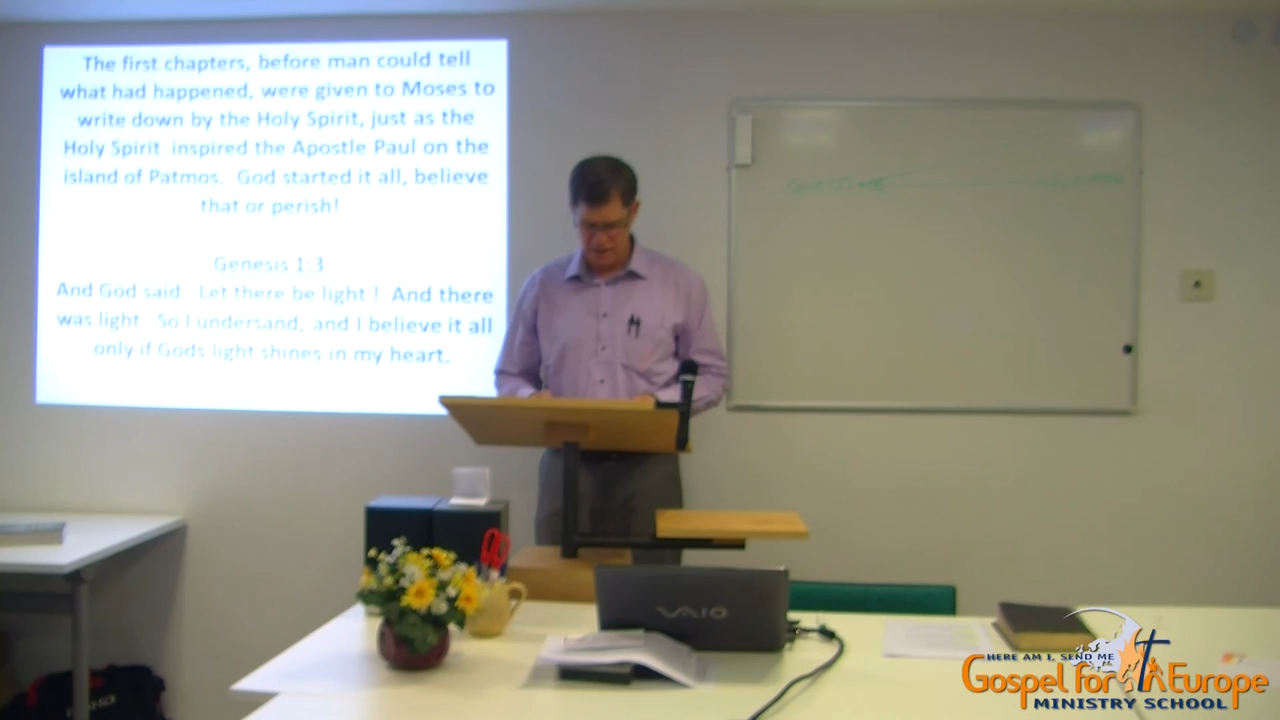 The first chapters, before man could tell
what had happened, were given to Moses to
write down by the Holy Spirit, just as the
Holy Spirit inspired the Apostle Paul on the
island of Patmos. God started it all, believe
that or perish!
Genesis 1:3
And God said Let there be light ! And there
was light. So I undersand, and I believe it all
only if Gods light shines in my heart.
VAIO
HERE AM I, SEND ME
Gospel for Europe
MINISTRY SCHOOL